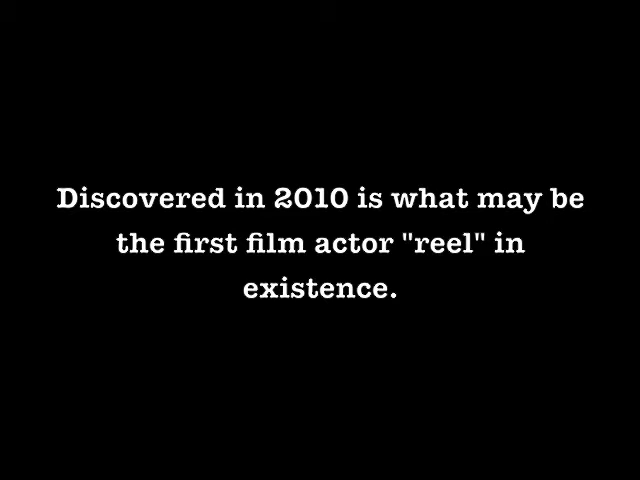 Discovered in 2010 is what may be
the first film actor "reel" in
existence.